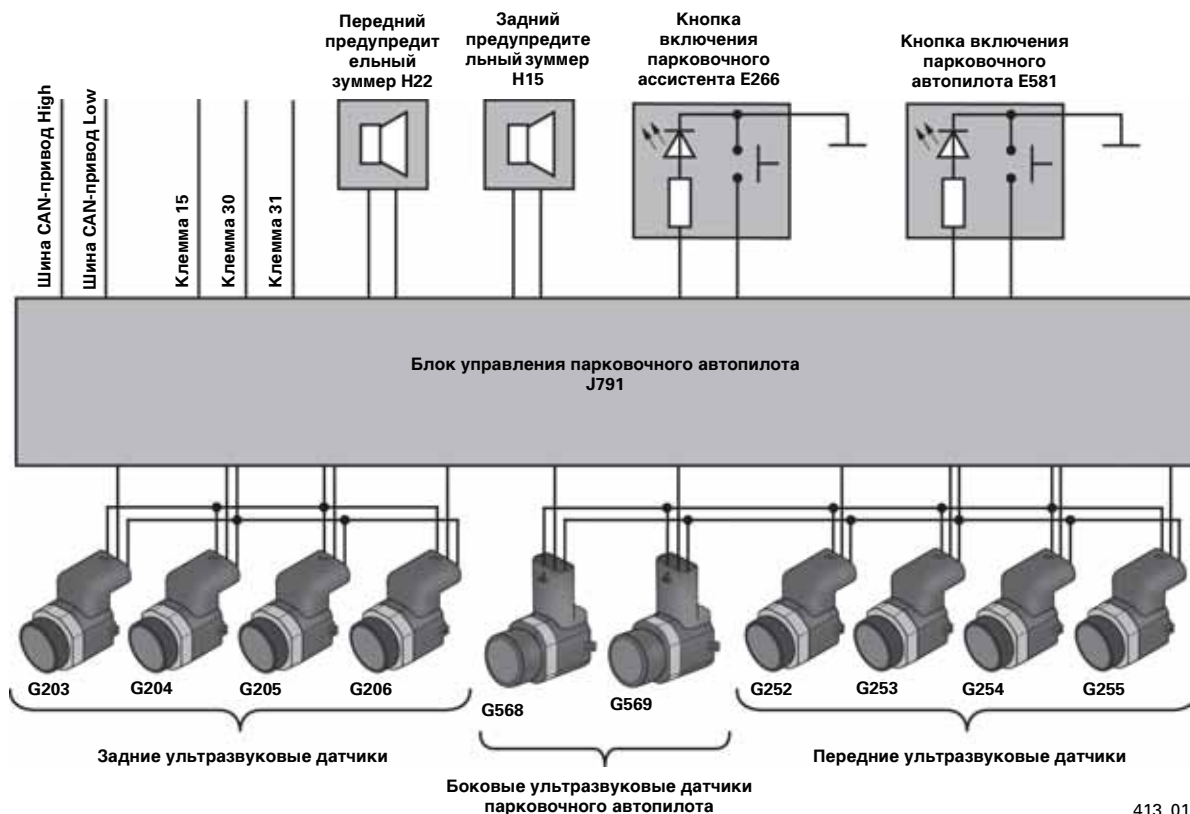 Передний
предупредит
ельный
зуммер H22
Задний
предупредите
льный зуммер
H15
Кнопка
включения
парковочного
ассистента E266
Кнопка включения
парковочного
автопилота E581
Шина CAN-привод High
Шина CAN-привод Low
Клемма 15
Клемма 30
Клемма 31
Блок управления парковочного автопилота
J791
G203
G204
G205
G206
G568
G569
G252
G253
G254
G255
Задние ультразвуковые датчики
Боковые ультразвуковые датчики
парковочного автопилота
Передние ультразвуковые датчики
413_01